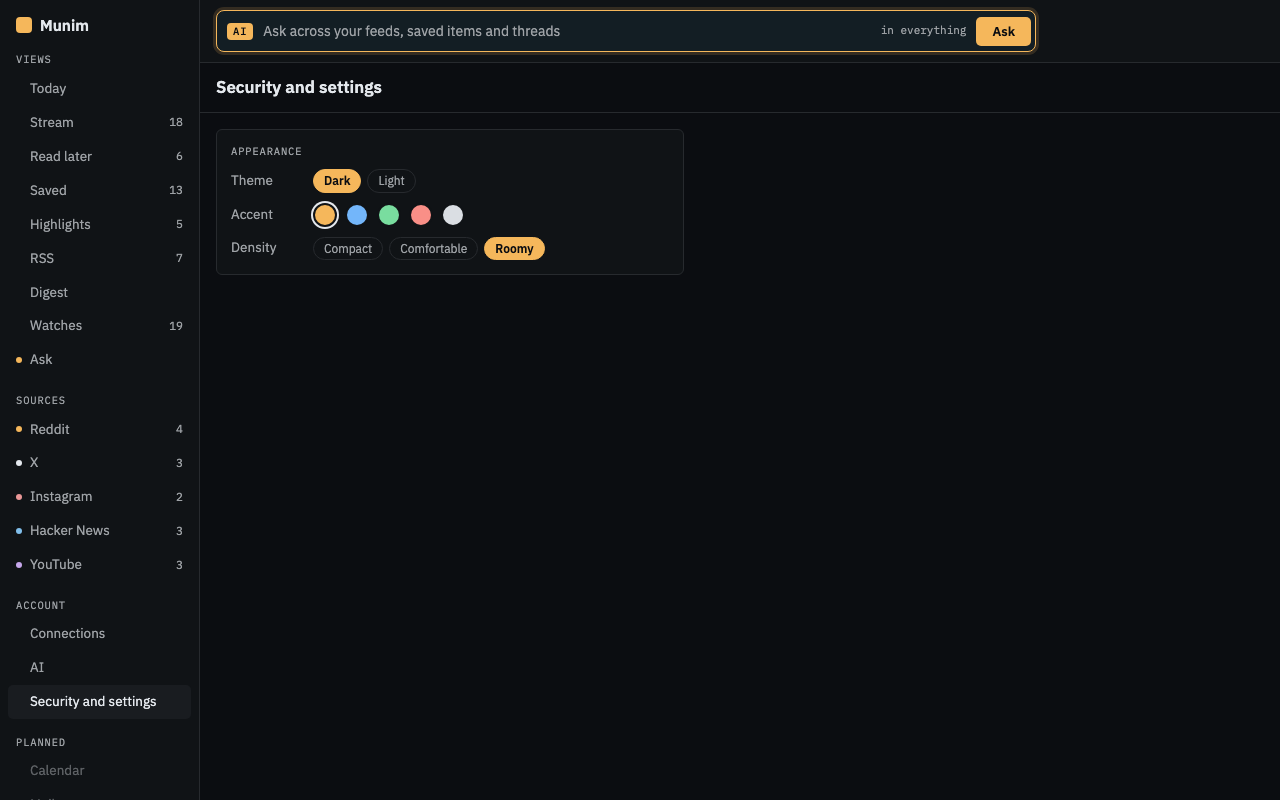 Munim
VIEWS
Today
Stream 18
Read later 6
Saved 13
Highlights 5
RSS 7
Digest
Watches 19
Ask
SOURCES
Reddit 4
X 3
Instagram 2
Hacker News 3
YouTube 3
ACCOUNT
Connections
AI
Security and settings
PLANNED
Calendar
AI Ask across your feeds, saved items and threads in everything Ask
Security and settings
APPEARANCE
Theme Dark Light
Accent
Density Compact Comfortable Roomy